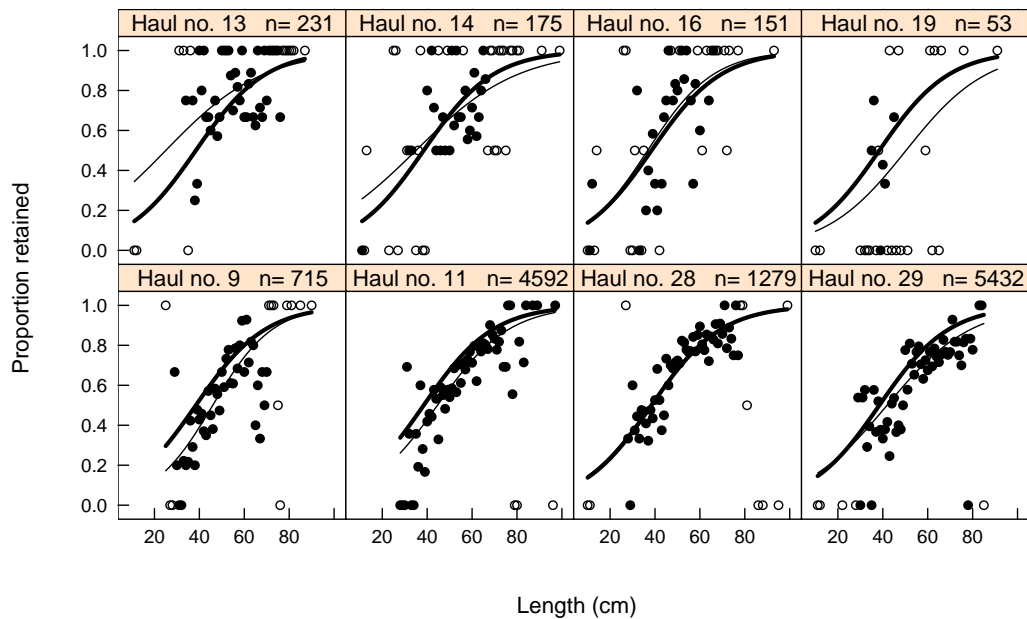 Haul no. 13 n= 231
Haul no. 14 n= 175
Haul no. 16 n= 151
Haul no. 19 n= 53
1.0
0.8
0.6
0.4
0.2
0.0
Haul no. 9 n= 715
Haul no. 11 n= 4592
Haul no. 28 n= 1279
Haul no. 29 n= 5432
1.0
0.8
0.6
0.4
0.2
0.0
Proportion retained
20 40 60 80
20 40 60 80
20 40 60 80
20 40 60 80
Length (cm)